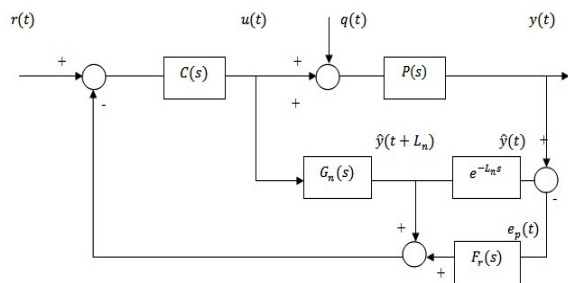 r(t) u(t) q(t) y(t)
+ C(s) + P(s)
- +
ŷ(t + Lₙ) ŷ(t) +
Gₙ(s) e^{-Lₙs} -
+ eₚ(t)
+ Fᵣ(s)